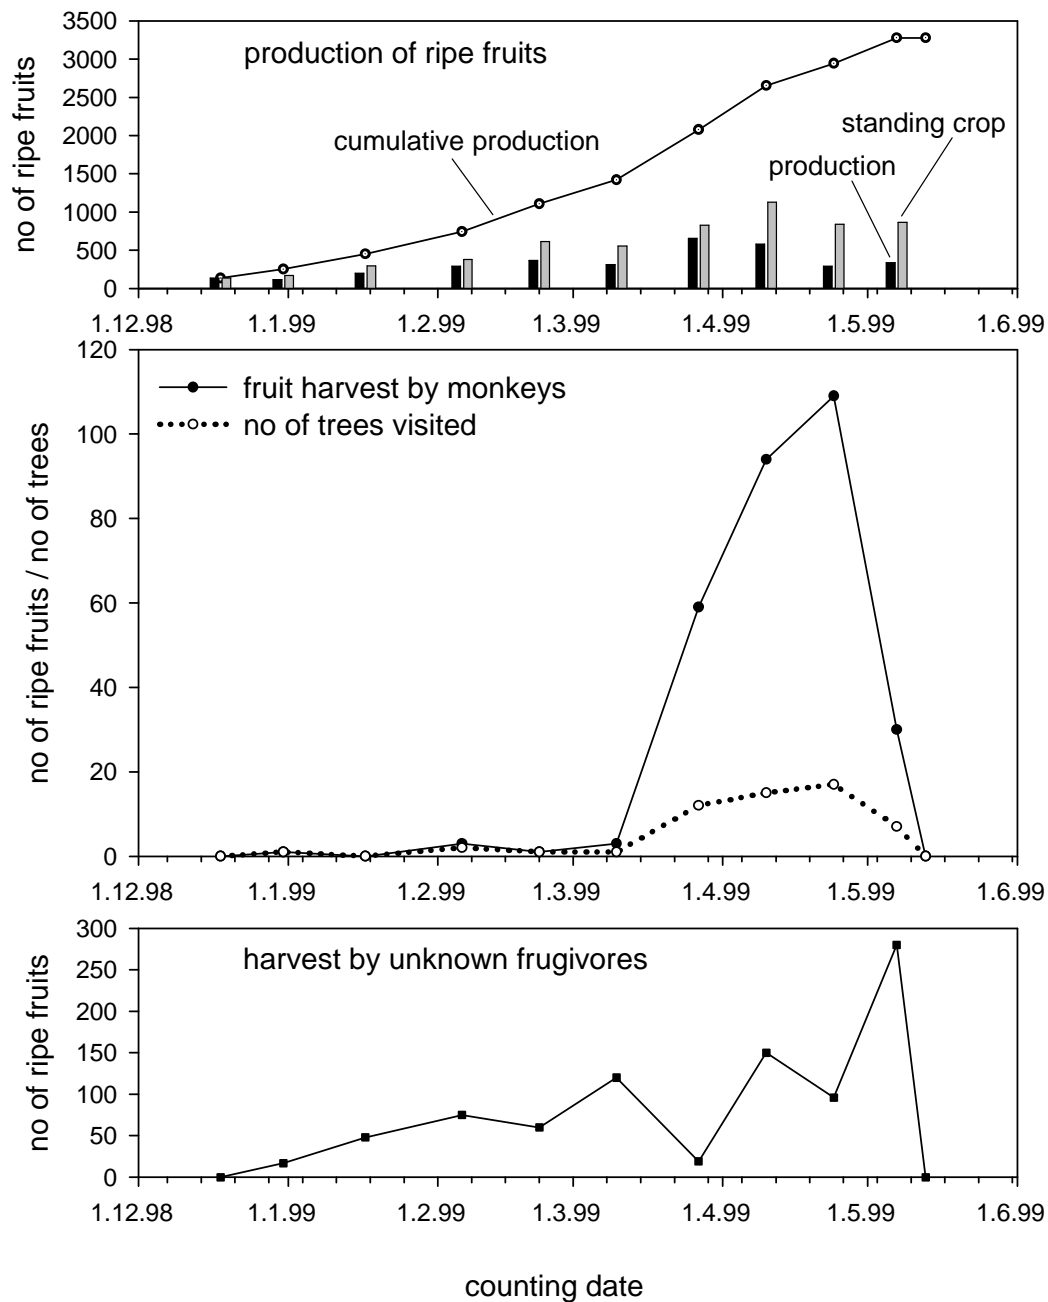 3500
3000
2500
2000
1500
1000
500
0
no of ripe fruits
production of ripe fruits
cumulative production
standing crop
production
1.12.98 1.1.99 1.2.99 1.3.99 1.4.99 1.5.99 1.6.99
120
100
80
60
40
20
0
no of ripe fruits / no of trees
fruit harvest by monkeys
no of trees visited
1.12.98 1.1.99 1.2.99 1.3.99 1.4.99 1.5.99 1.6.99
300
250
200
150
100
50
0
no of ripe fruits
harvest by unknown frugivores
1.12.98 1.1.99 1.2.99 1.3.99 1.4.99 1.5.99 1.6.99
counting date